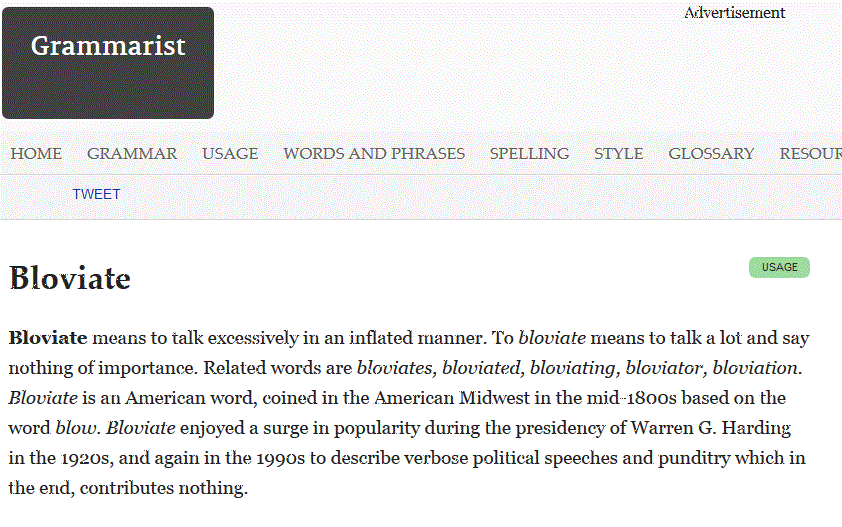 Grammarist
Advertisement
HOME GRAMMAR USAGE WORDS AND PHRASES SPELLING STYLE GLOSSARY RESOUR
TWEET
Bloviate
USAGE
Bloviate means to talk excessively in an inflated manner. To bloviate means to talk a lot and say
nothing of importance. Related words are bloviates, bloviated, bloviating, bloviator, bloviation.
Bloviate is an American word, coined in the American Midwest in the mid-1800s based on the
word blow. Bloviate enjoyed a surge in popularity during the presidency of Warren G. Harding
in the 1920s, and again in the 1990s to describe verbose political speeches and punditry which in
the end, contributes nothing.